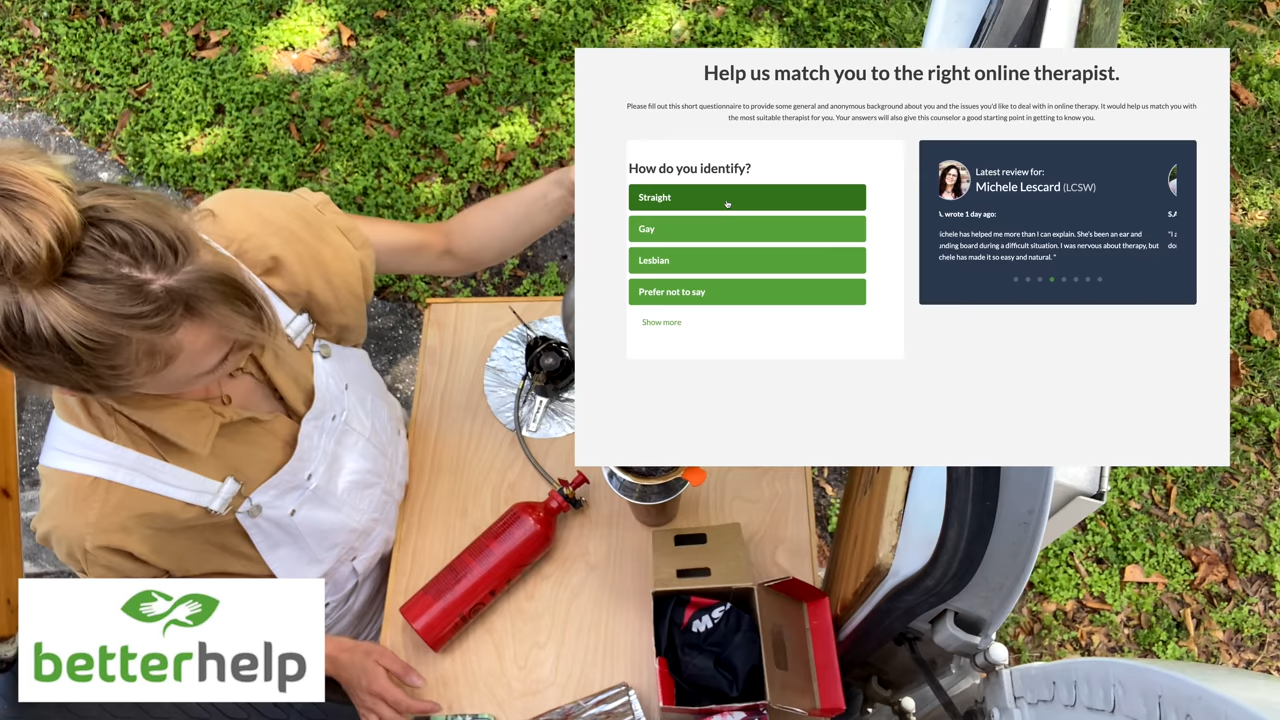 Help us match you to the right online therapist.
Please fill out this short questionnaire to provide some general and anonymous background about you and the issues you'd like to deal with in online therapy. It would help us match you with
the most suitable therapist for you. Your answers will also give this counselor a good starting point in getting to know you.
How do you identify?
Straight
Gay
Lesbian
Prefer not to say
Show more
Latest review for:
Michele Lescard (LCSW)
wrote 1 day ago:
has helped me more than I can explain. She's been an ear and
board during a difficult situation. I was nervous about therapy, but
has made it so easy and natural."
MS
betterhelp